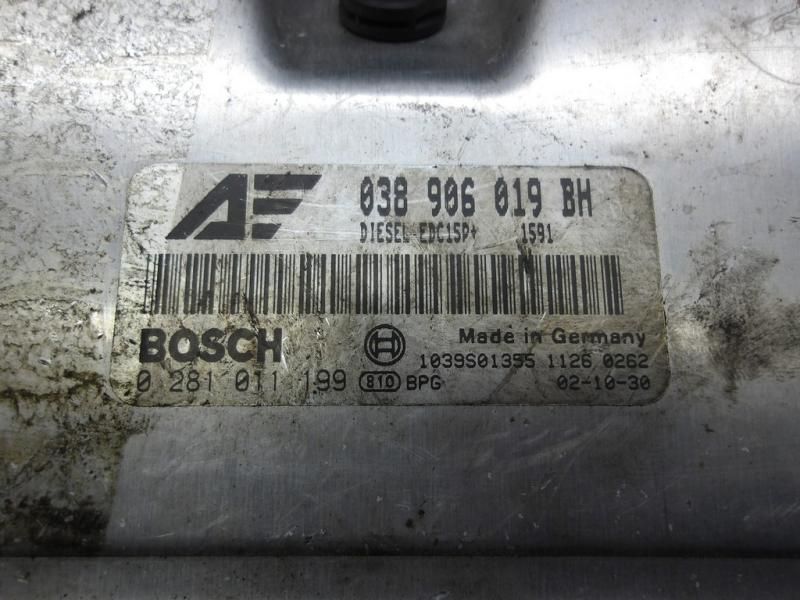 AE 038 906 019 BH
DIESEL EDC15P+ 1591
BOSCH Made in Germany
1039S01355 1126 0262
0 281 011 199 810 BPG 02-10-30